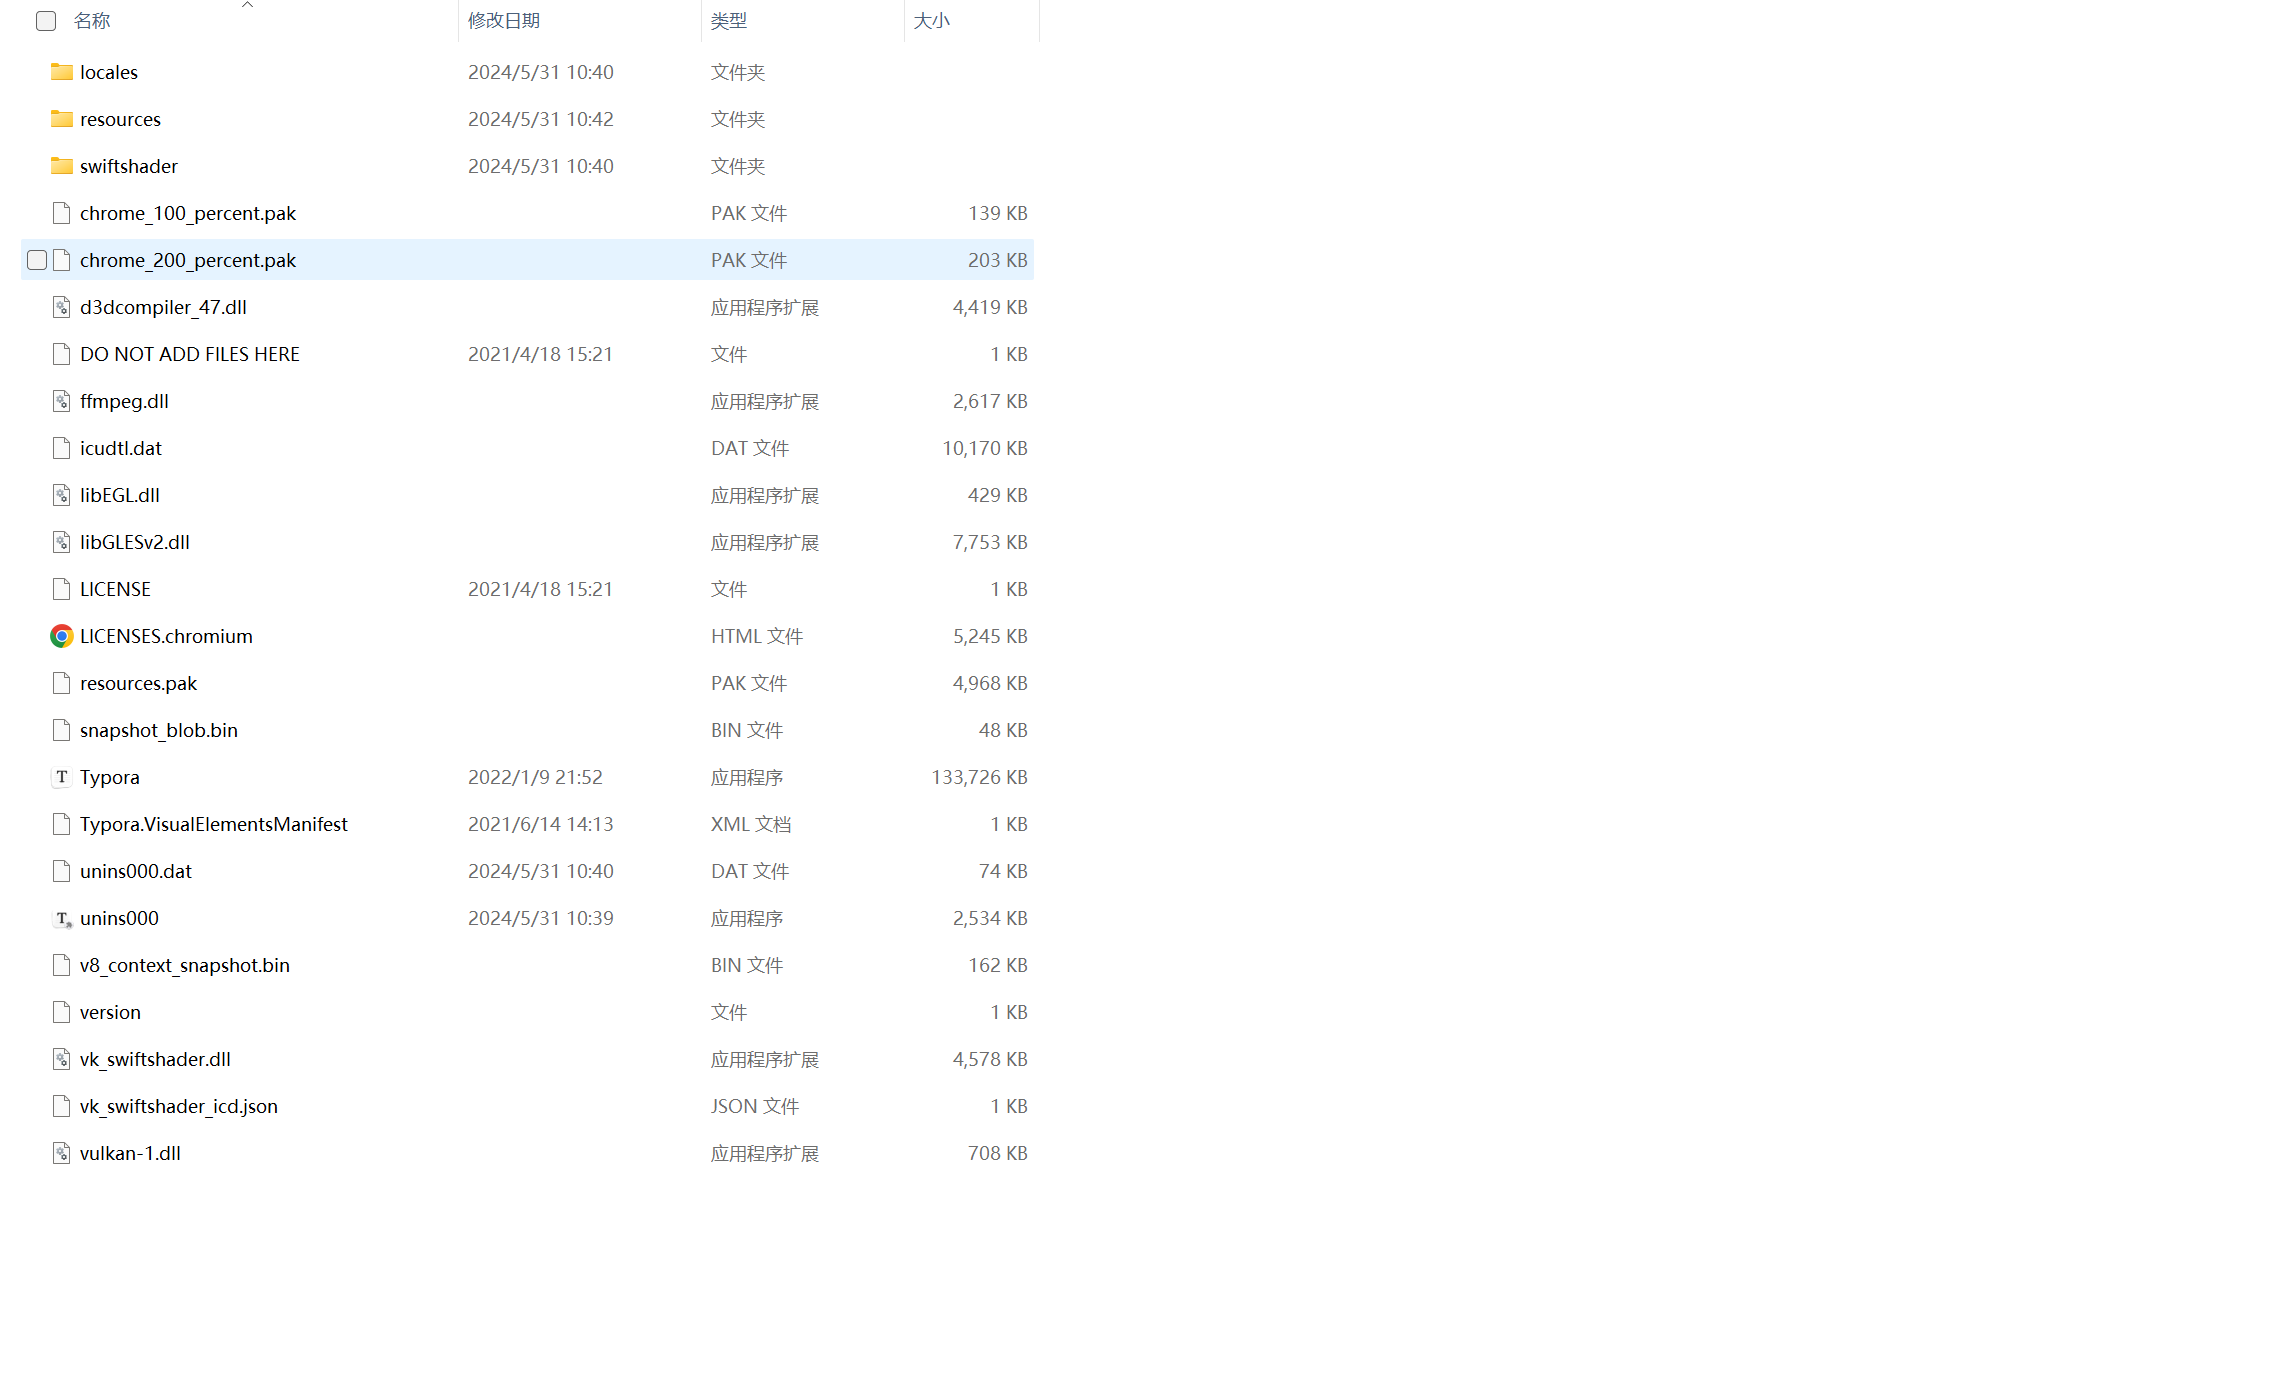 名称 修改日期 类型 大小
locales 2024/5/31 10:40 文件夹
resources 2024/5/31 10:42 文件夹
swiftshader 2024/5/31 10:40 文件夹
chrome_100_percent.pak PAK 文件 139 KB
chrome_200_percent.pak PAK 文件 203 KB
d3dcompiler_47.dll 应用程序扩展 4,419 KB
DO NOT ADD FILES HERE 2021/4/18 15:21 文件 1 KB
ffmpeg.dll 应用程序扩展 2,617 KB
icudtl.dat DAT 文件 10,170 KB
libEGL.dll 应用程序扩展 429 KB
libGLESv2.dll 应用程序扩展 7,753 KB
LICENSE 2021/4/18 15:21 文件 1 KB
LICENSES.chromium HTML 文件 5,245 KB
resources.pak PAK 文件 4,968 KB
snapshot_blob.bin BIN 文件 48 KB
T Typora 2022/1/9 21:52 应用程序 133,726 KB
Typora.VisualElementsManifest 2021/6/14 14:13 XML 文档 1 KB
unins000.dat 2024/5/31 10:40 DAT 文件 74 KB
T unins000 2024/5/31 10:39 应用程序 2,534 KB
v8_context_snapshot.bin BIN 文件 162 KB
version 文件 1 KB
vk_swiftshader.dll 应用程序扩展 4,578 KB
vk_swiftshader_icd.json JSON 文件 1 KB
vulkan-1.dll 应用程序扩展 708 KB